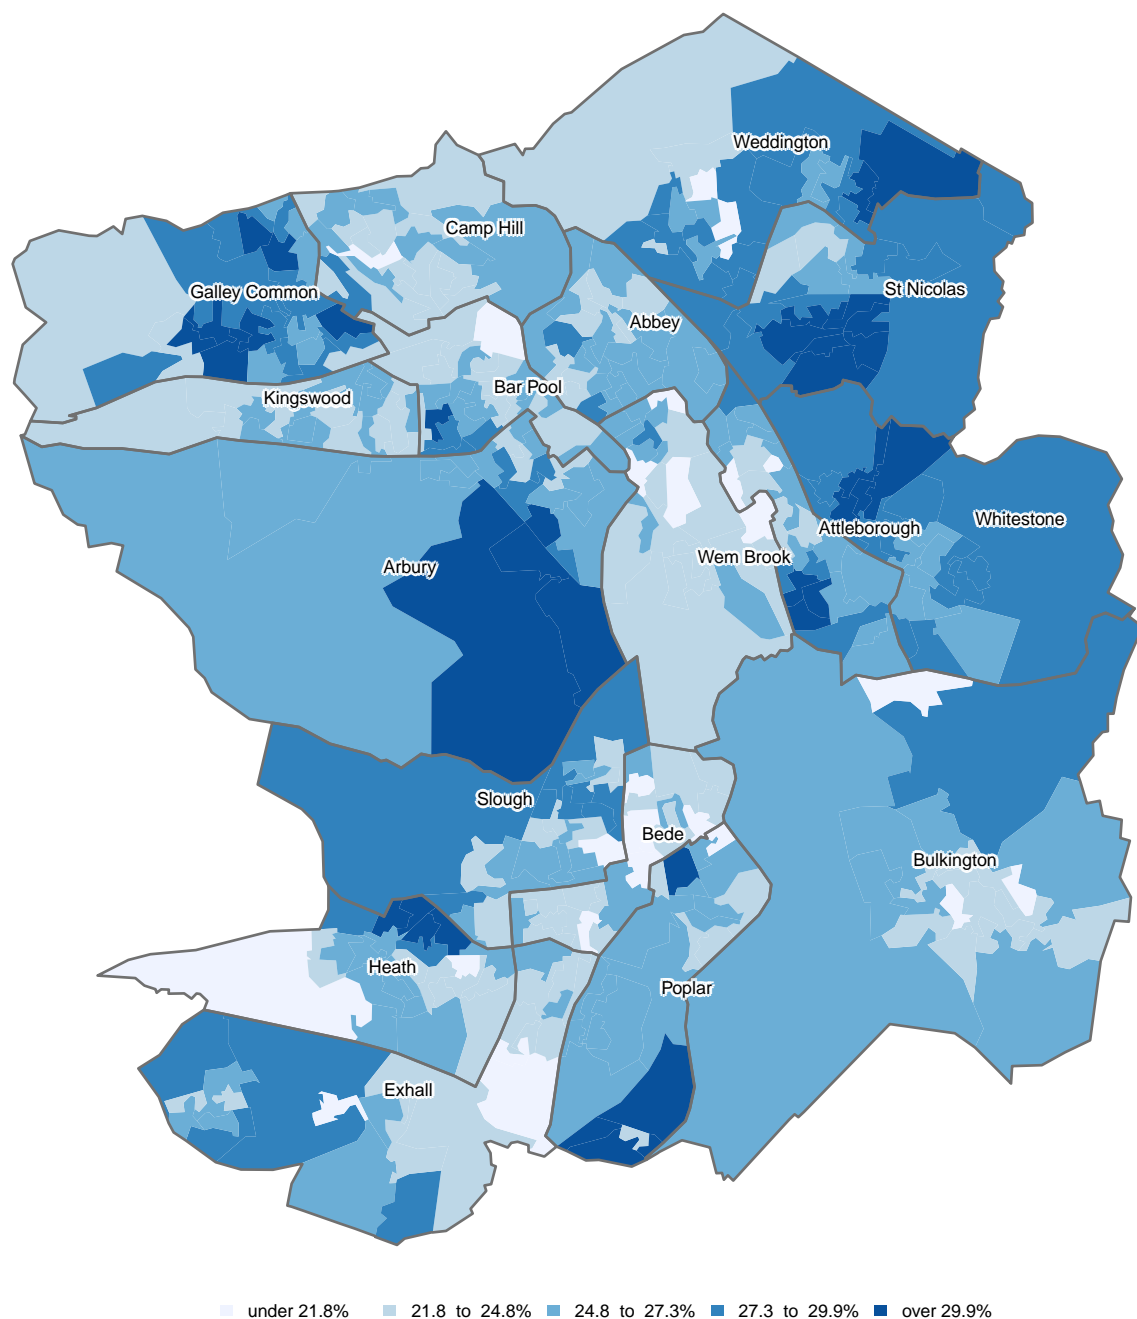 Weddington
Camp Hill
St Nicolas
Galley Common
Abbey
Bar Pool
Kingswood
Whitestone
Attleborough
Wem Brook
Arbury
Slough
Bede
Bulkington
Heath
Poplar
Exhall
under 21.8% 21.8 to 24.8% 24.8 to 27.3% 27.3 to 29.9% over 29.9%